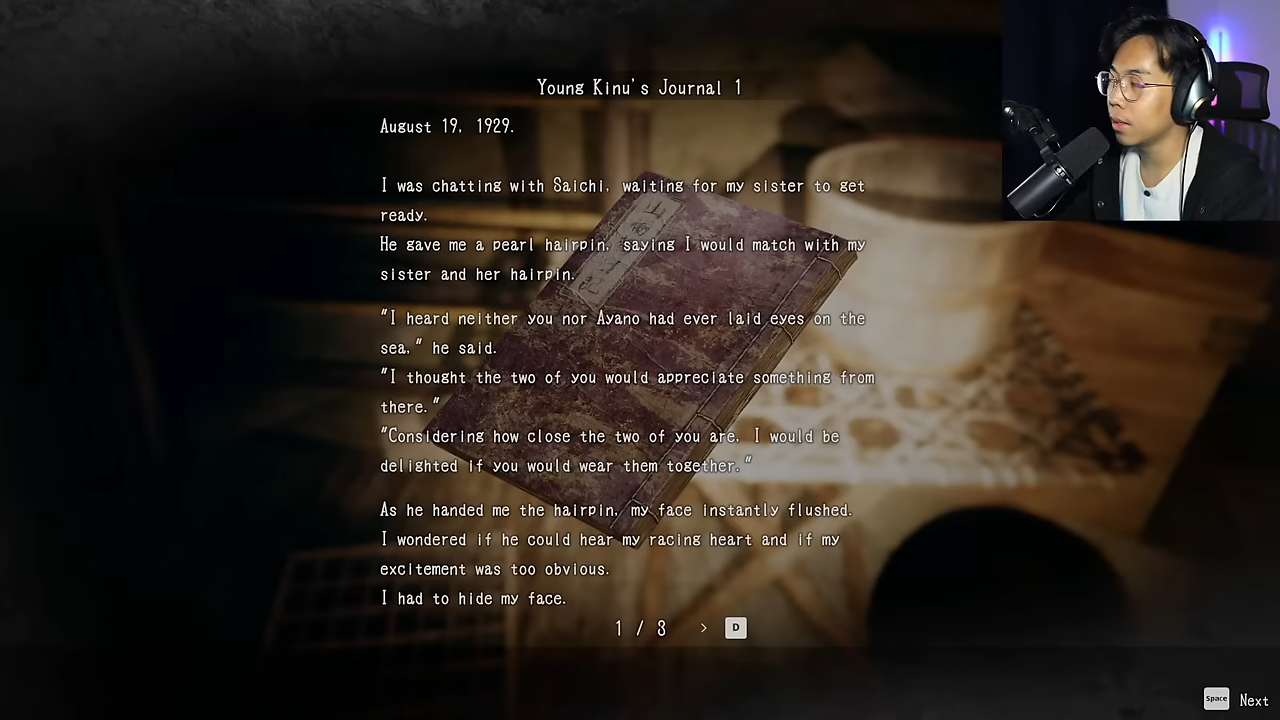 Young Kinu's Journal 1
August 19, 1929.
I was chatting with Saichi, waiting for my sister to get
ready.
He gave me a pearl hairpin, saying I would match with my
sister and her hairpin.
"I heard neither you nor Ayano had ever laid eyes on the
sea," he said.
"I thought the two of you would appreciate something from
there."
"Considering how close the two of you are, I would be
delighted if you would wear them together."
As he handed me the hairpin, my face instantly flushed.
I wondered if he could hear my racing heart and if my
excitement was too obvious.
I had to hide my face.
1 / 3 > D
Space Next